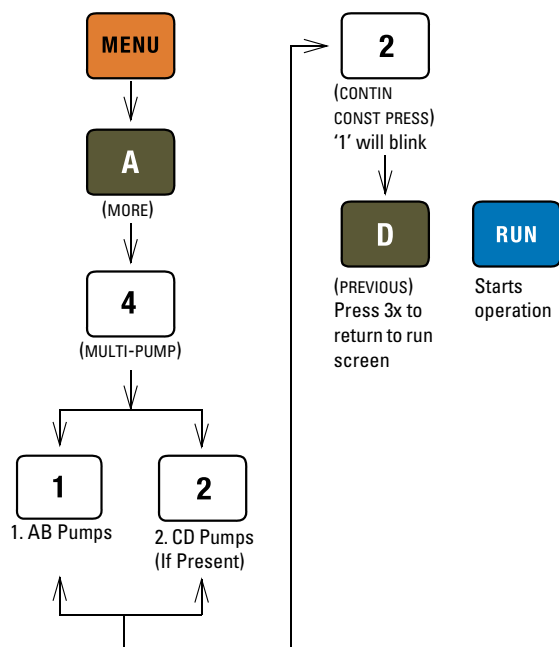 MENU
A
(MORE)
4
(MULTI-PUMP)
1
1. AB Pumps
2
2. CD Pumps
(If Present)
2
(CONTIN
CONST PRESS)
‘1’ will blink
D
(PREVIOUS)
Press 3x to
return to run
screen
RUN
Starts
operation